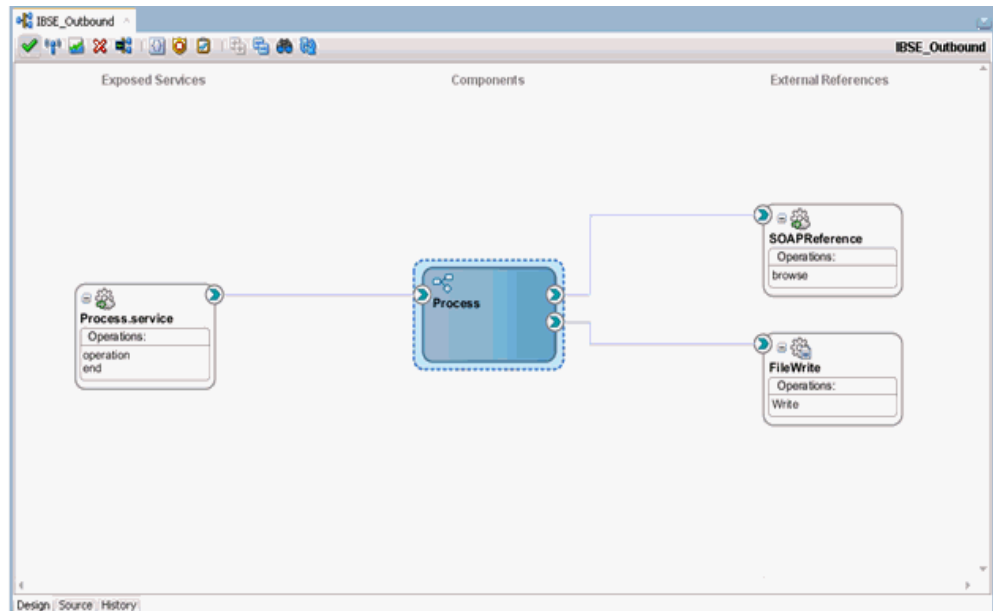 IBSE_Outbound
IBSE_Outbound
Exposed Services
Components
External References
SOAPReference
Operations:
browse
Process.service
Operations:
operation
end
Process
FileWrite
Operations:
Write
Design Source History